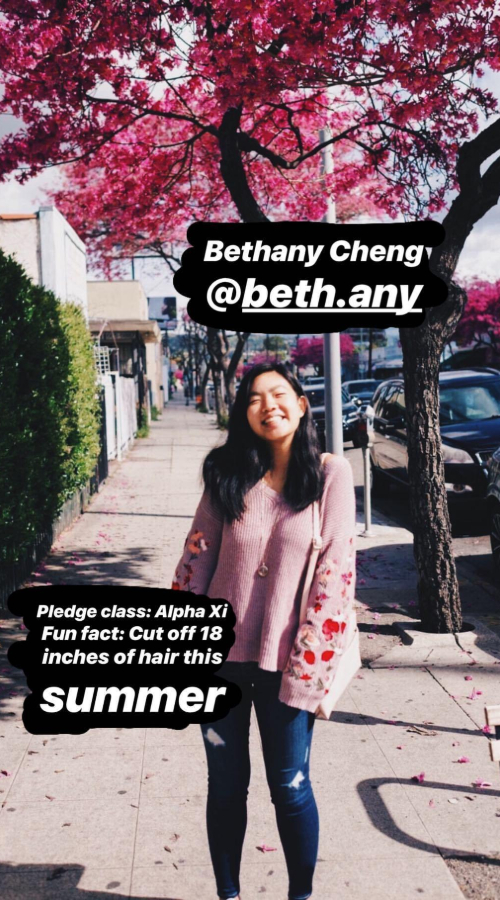 Bethany Cheng
@beth.any
Pledge class: Alpha Xi
Fun fact: Cut off 18
inches of hair this
summer